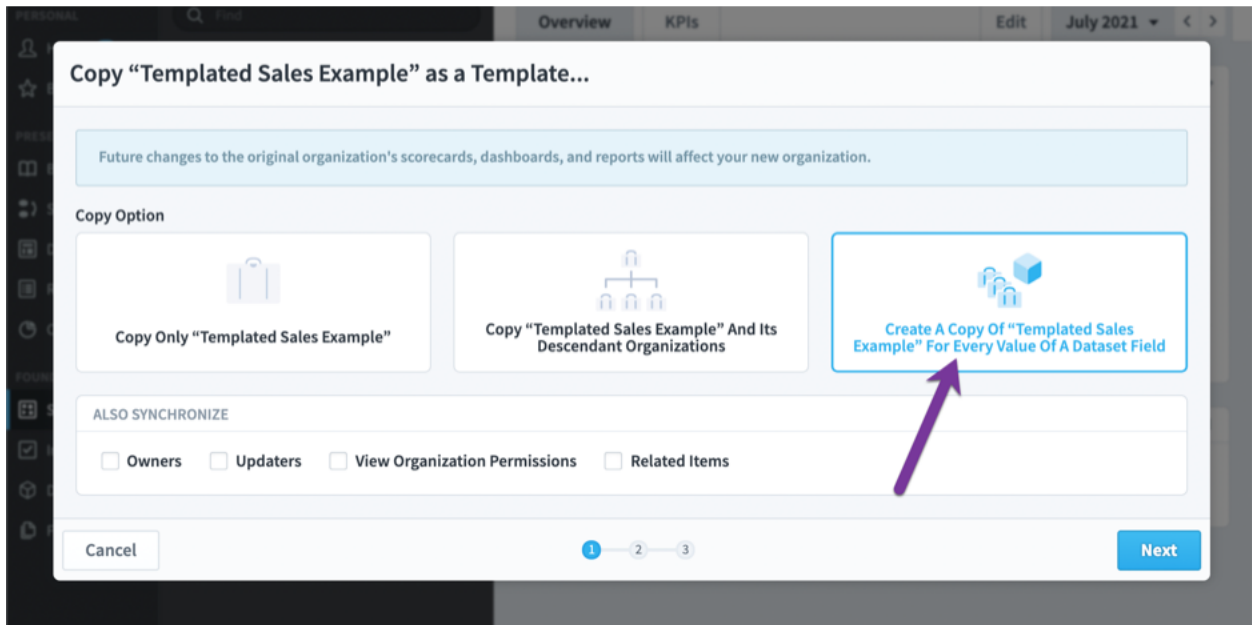 PERSONAL
Find
Overview
KPIs
Edit
July 2021
Copy “Templated Sales Example” as a Template...
Future changes to the original organization's scorecards, dashboards, and reports will affect your new organization.
Copy Option
Copy Only “Templated Sales Example”
Copy “Templated Sales Example” And Its
Descendant Organizations
Create A Copy Of “Templated Sales
Example” For Every Value Of A Dataset Field
ALSO SYNCHRONIZE
Owners
Updaters
View Organization Permissions
Related Items
Cancel
1
2
3
Next